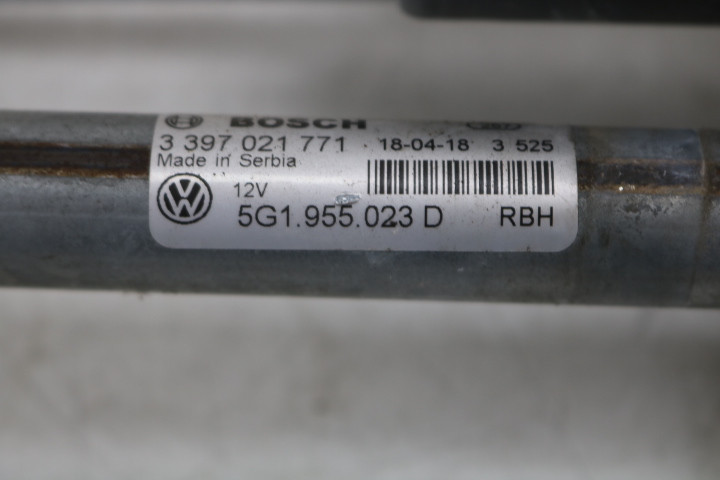 BOSCH
3 397 021 771 18-04-18 3 525
Made in Serbia
12V
5G1.955.023 D RBH